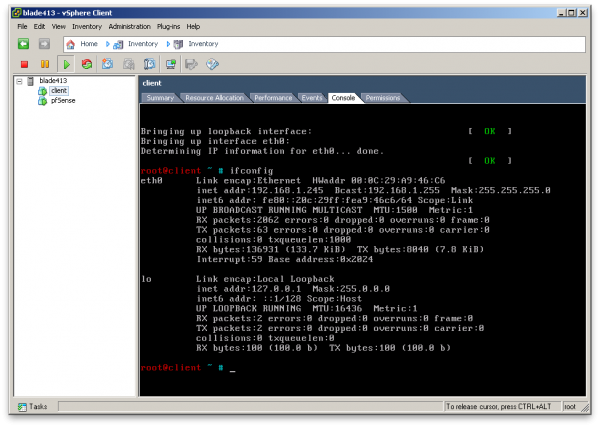 blade413 - vSphere Client
File Edit View Inventory Administration Plug-ins Help
Home Inventory Inventory
blade413
client
pfSense
client
Summary Resource Allocation Performance Events Console Permissions
Bringing up loopback interface: [ OK ]
Bringing up interface eth0:
Determining IP information for eth0... done.
[ OK ]
root@client ~ # ifconfig
eth0 Link encap:Ethernet HWaddr 00:0C:29:A9:46:C6
inet addr:192.168.1.245 Bcast:192.168.1.255 Mask:255.255.255.0
inet6 addr: fe80::20c:29ff:fea9:46c6/64 Scope:Link
UP BROADCAST RUNNING MULTICAST MTU:1500 Metric:1
RX packets:2062 errors:0 dropped:0 overruns:0 frame:0
TX packets:63 errors:0 dropped:0 overruns:0 carrier:0
collisions:0 txqueuelen:1000
RX bytes:136931 (133.7 KiB) TX bytes:8040 (7.8 KiB)
Interrupt:59 Base address:0x2024
lo Link encap:Local Loopback
inet addr:127.0.0.1 Mask:255.0.0.0
inet6 addr: ::1/128 Scope:Host
UP LOOPBACK RUNNING MTU:16436 Metric:1
RX packets:2 errors:0 dropped:0 overruns:0 frame:0
TX packets:2 errors:0 dropped:0 overruns:0 carrier:0
collisions:0 txqueuelen:0
RX bytes:100 (100.0 b) TX bytes:100 (100.0 b)
root@client ~ # _
Tasks To release cursor, press CTRL+ALT root